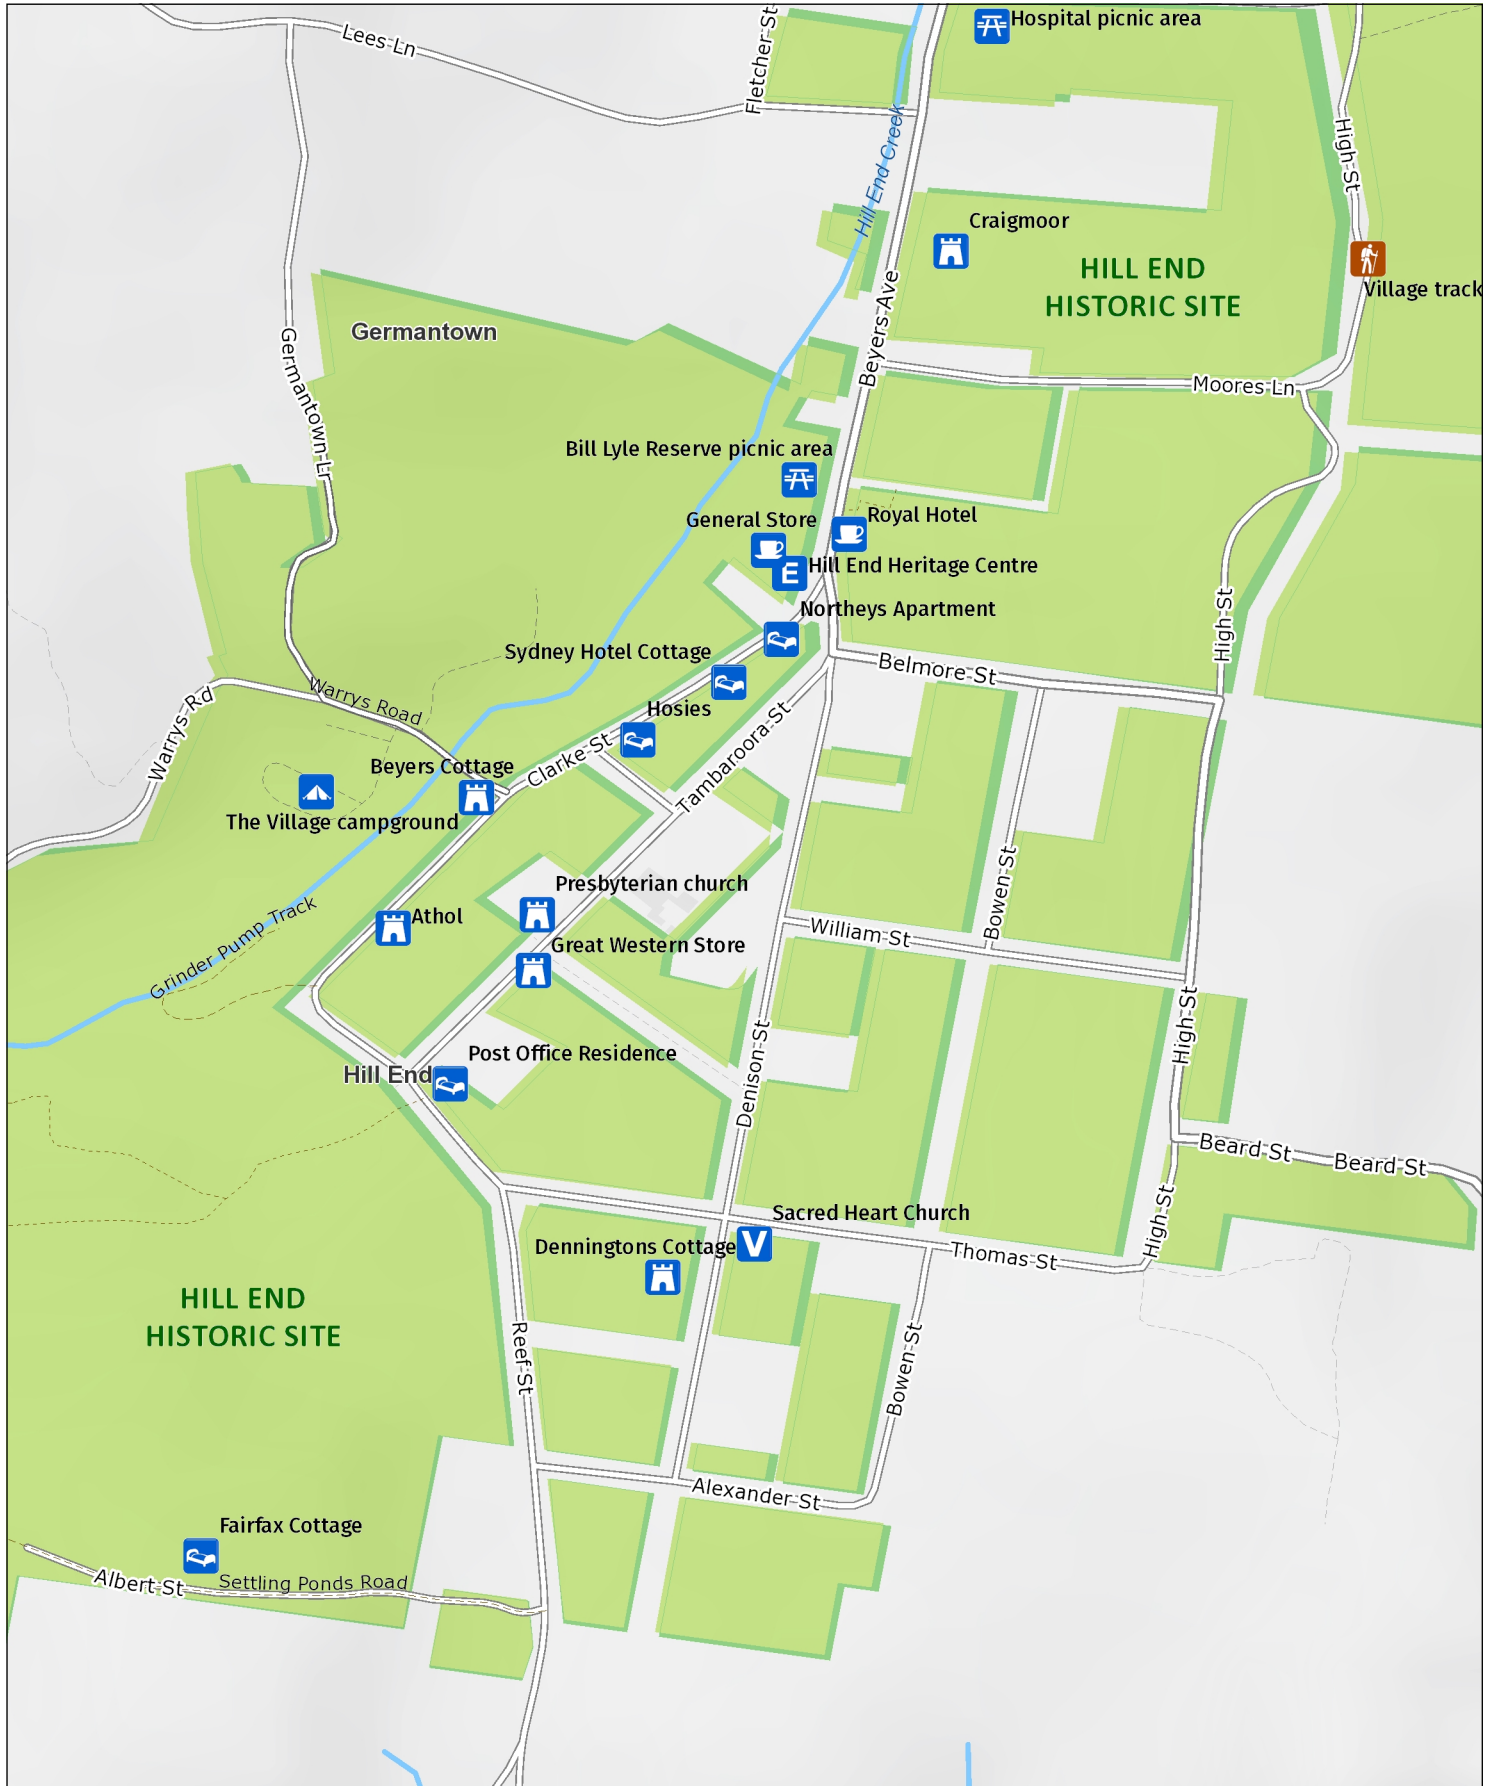 Hospital picnic area
Lees Ln
Fletcher St
Hill End Creek
High St
Craigmoor
HILL END
HISTORIC SITE
Village track
Germantown
Germantown Ln
Beyers Ave
Moores Ln
Bill Lyle Reserve picnic area
General Store
Royal Hotel
E
Hill End Heritage Centre
Northeys Apartment
High St
Sydney Hotel Cottage
Belmore St
Warrys Road
Warrys Rd
Hosies
Clarke St
Tambaroora St
Beyers Cottage
The Village campground
Bowen St
Presbyterian church
Athol
Grinder Pump Track
Great Western Store
William St
High St
Denison St
Post Office Residence
Hill End
Beard St
Beard St
High St
Sacred Heart Church
V
Denningtons Cottage
Thomas St
HILL END
HISTORIC SITE
Reef St
Bowen St
Alexander St
Fairfax Cottage
Albert St
Settling Ponds Road